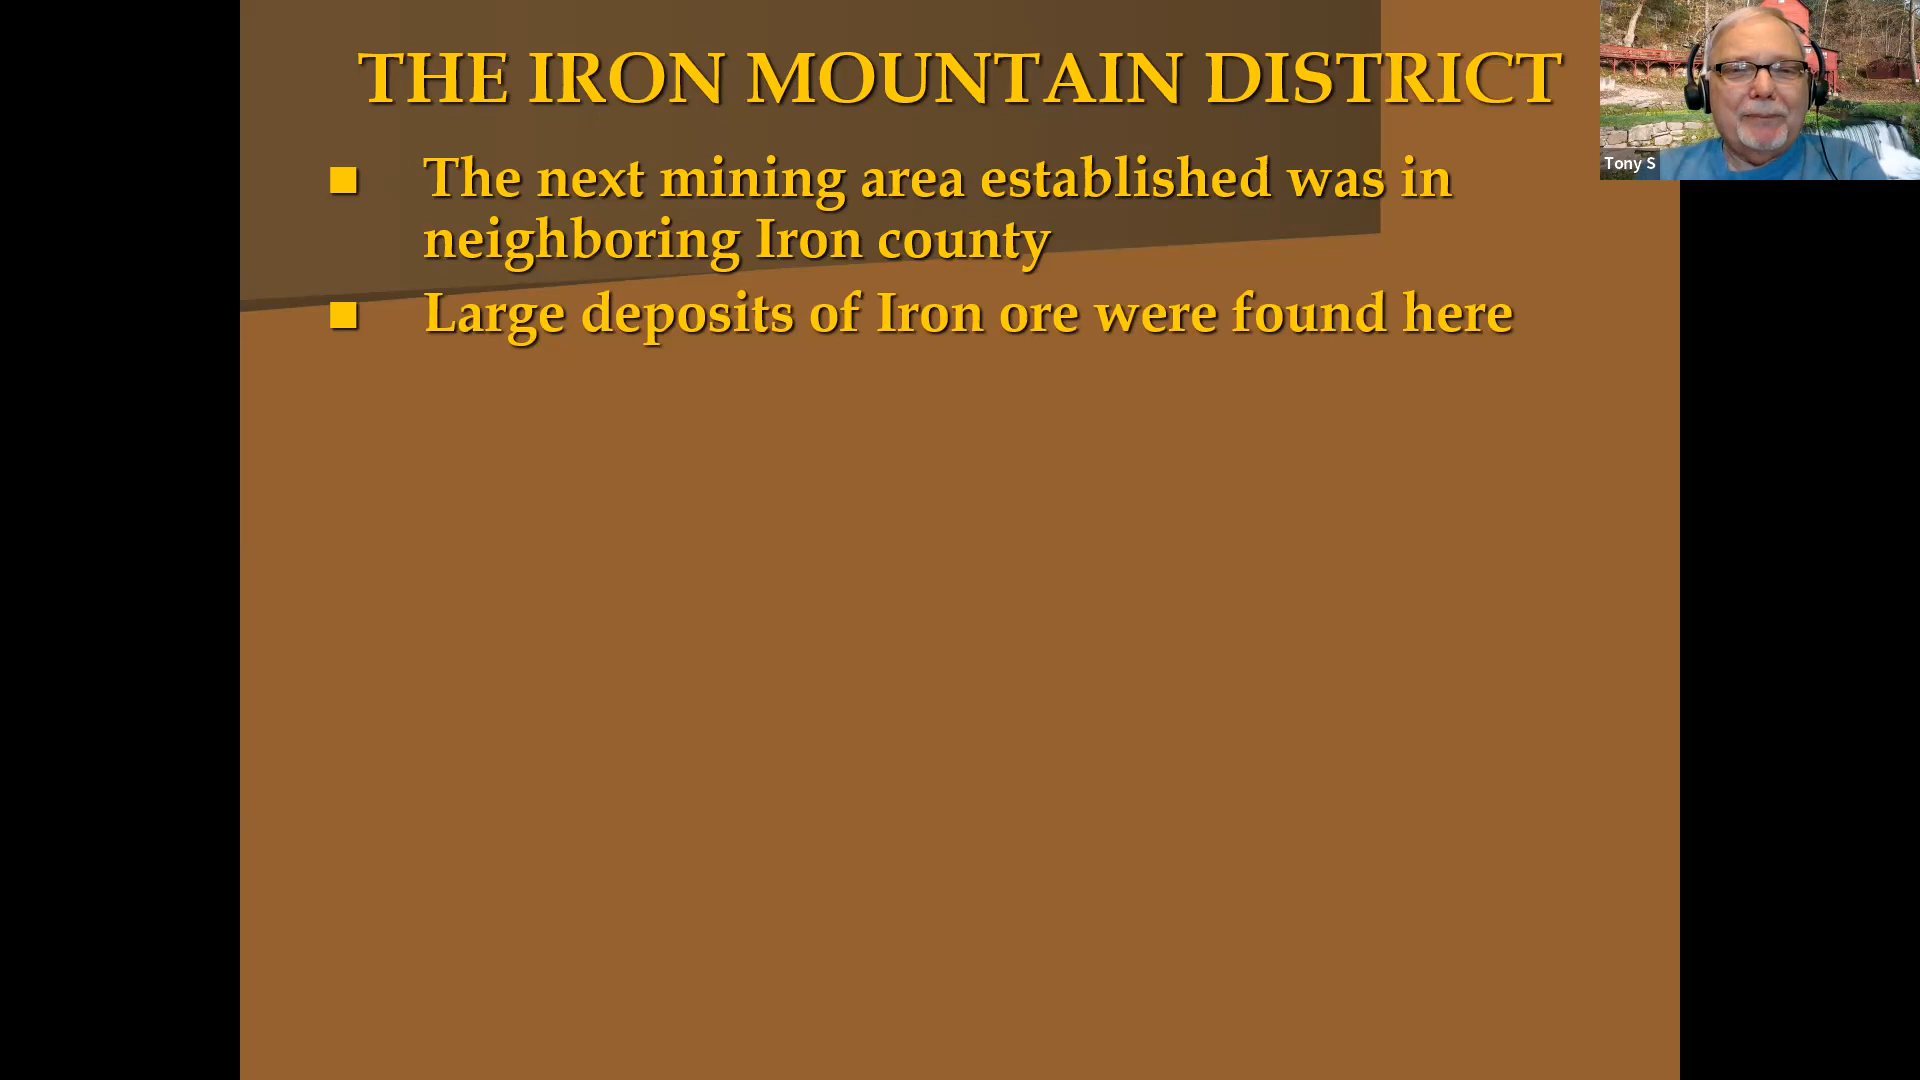 THE IRON MOUNTAIN DISTRICT
Tony S
■ The next mining area established was in
neighboring Iron county
■ Large deposits of Iron ore were found here